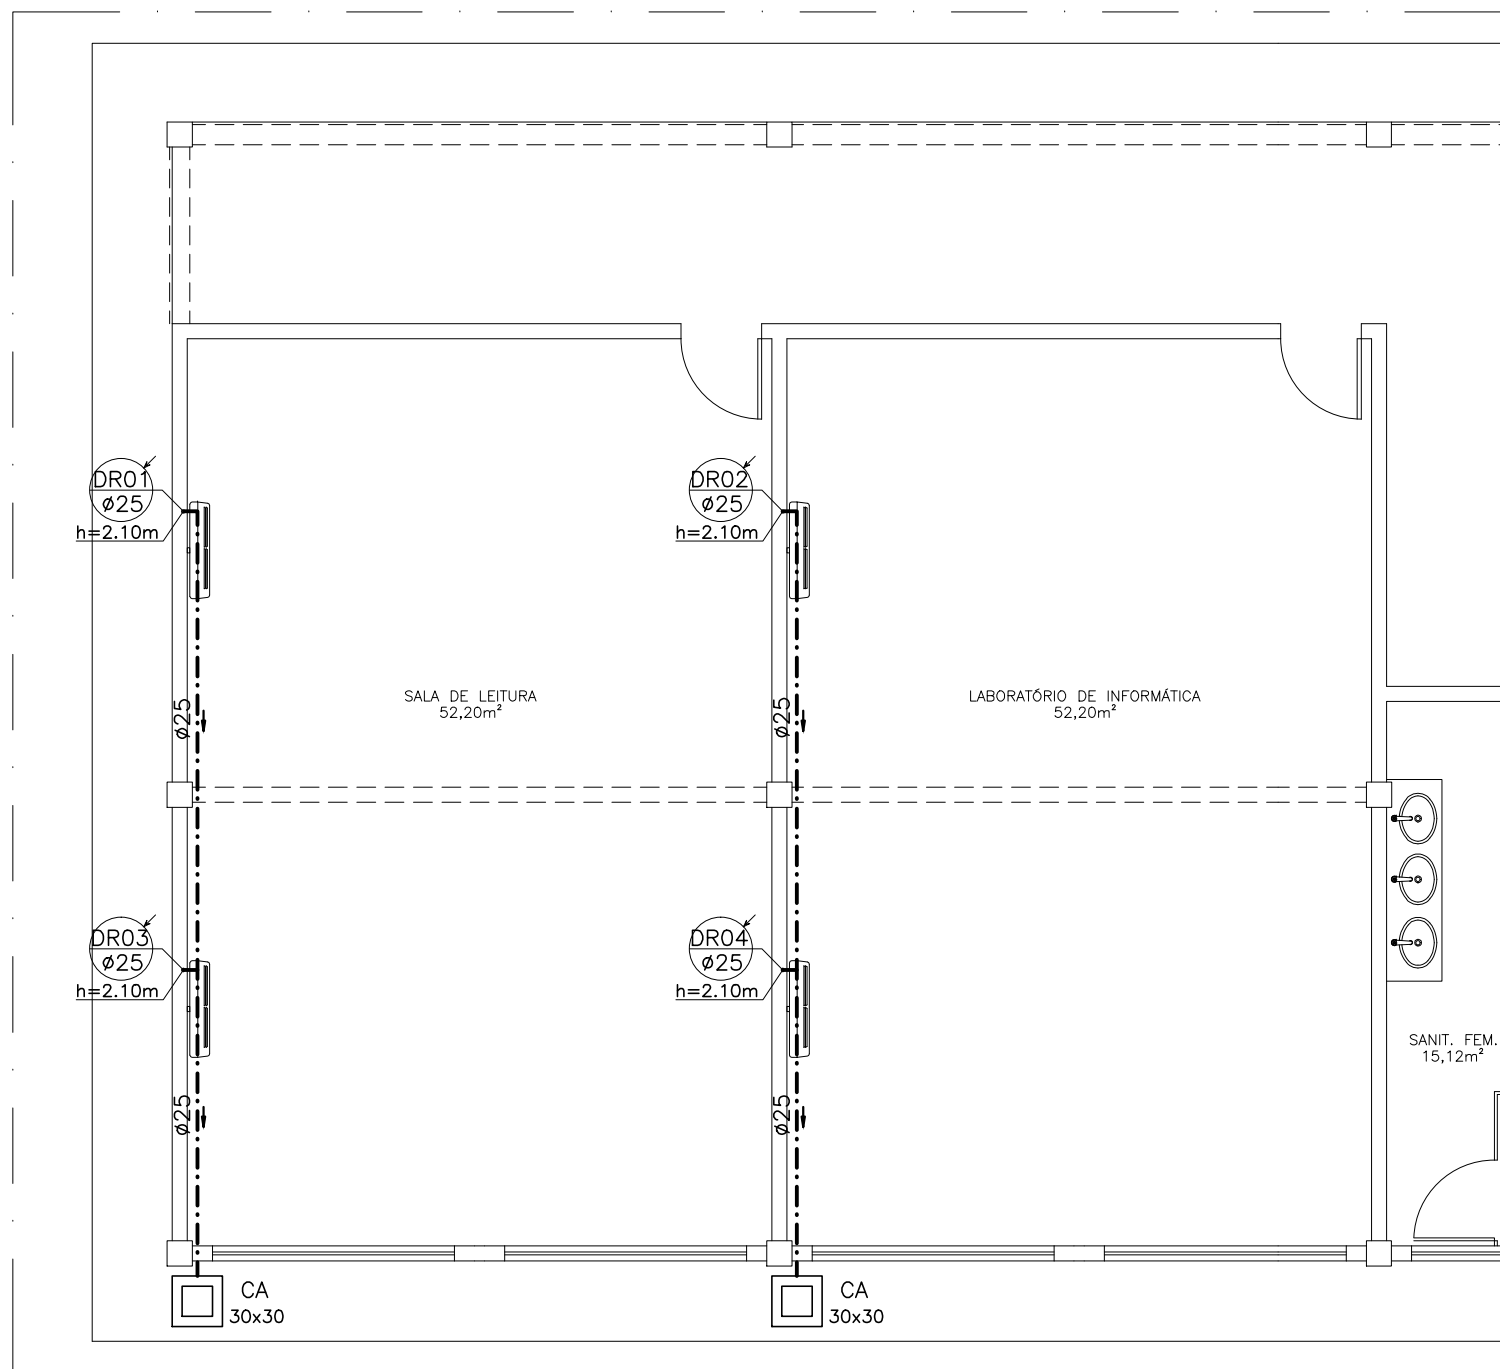 DR01
ø25
h=2.10m
DR02
ø25
h=2.10m
SALA DE LEITURA
52,20m²
LABORATÓRIO DE INFORMÁTICA
52,20m²
ø25
ø25
DR03
ø25
h=2.10m
DR04
ø25
h=2.10m
SANIT. FEM.
15,12m²
ø25
ø25
CA
30x30
CA
30x30